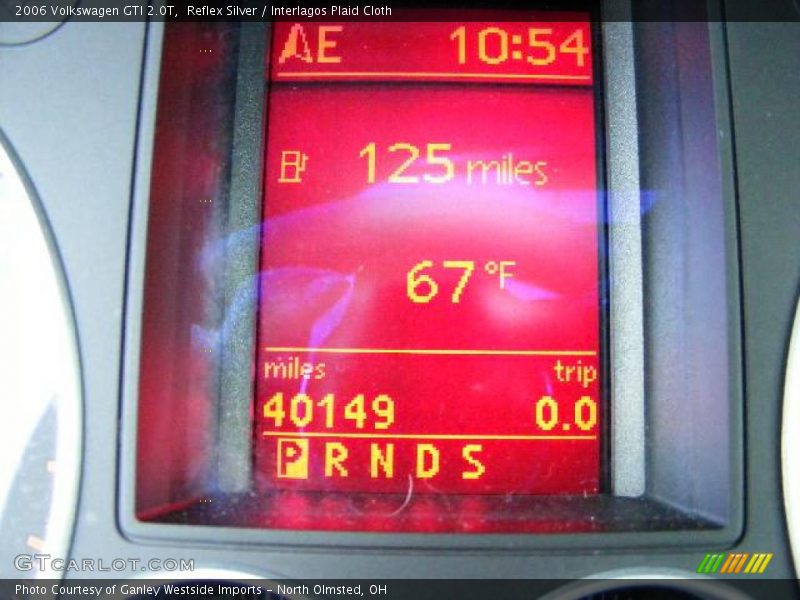 2006 Volkswagen GTI 2.0T, Reflex Silver / Interlagos Plaid Cloth
E 10:54
125 miles
67 °F
miles trip
40149 0.0
P R N D S
GTCARLOT.COM
Photo Courtesy of Ganley Westside Imports - North Olmsted, OH